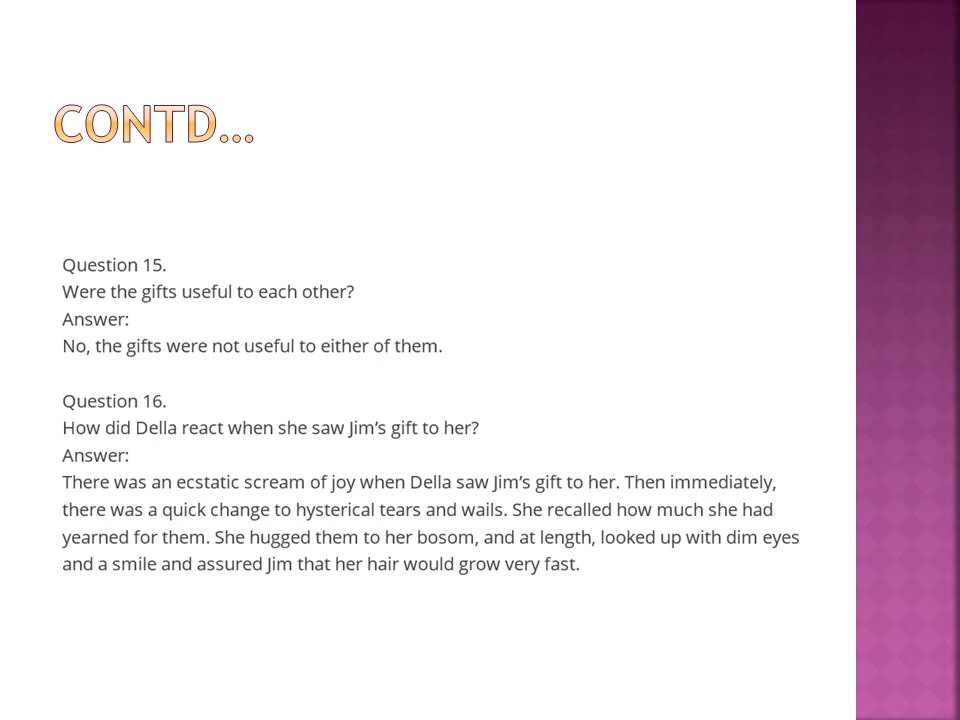 CONTD...
Question 15.
Were the gifts useful to each other?
Answer:
No, the gifts were not useful to either of them.
Question 16.
How did Della react when she saw Jim’s gift to her?
Answer:
There was an ecstatic scream of joy when Della saw Jim’s gift to her. Then immediately,
there was a quick change to hysterical tears and wails. She recalled how much she had
yearned for them. She hugged them to her bosom, and at length, looked up with dim eyes
and a smile and assured Jim that her hair would grow very fast.